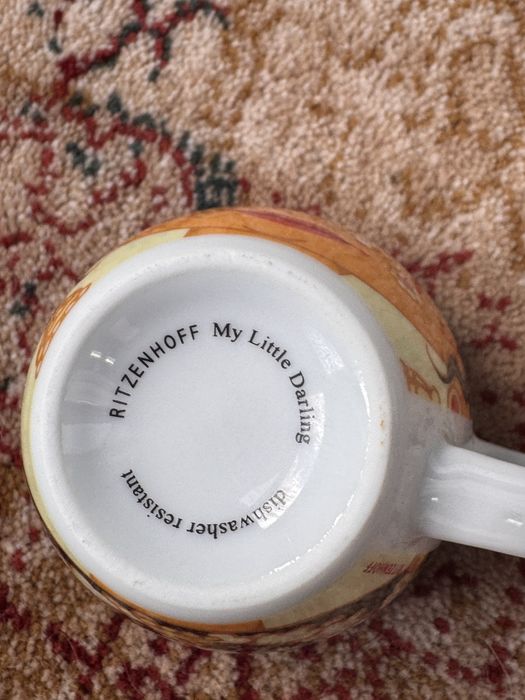 RITZENHOFF My Little Darling
dishwasher resistant